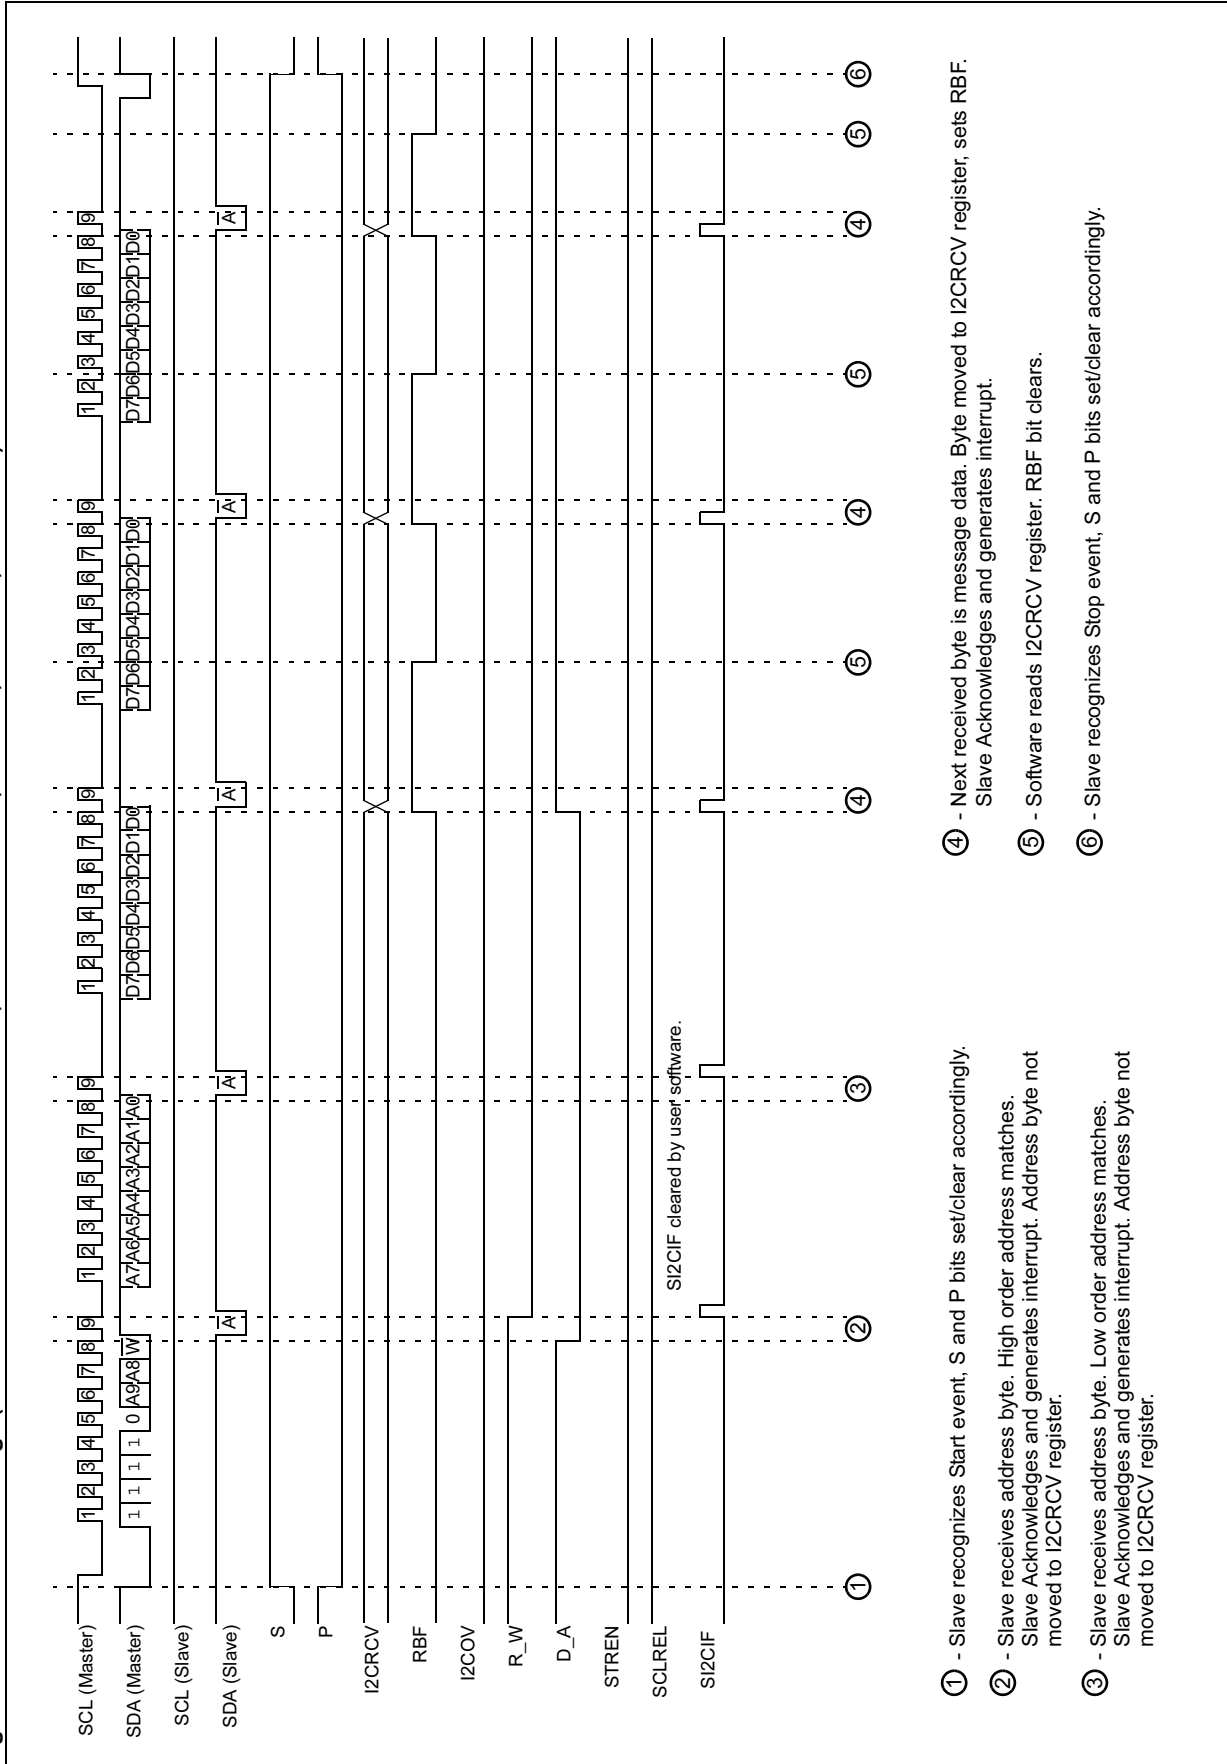 SCL (Master)
1 2 3 4 5 6 7 8 9 1 2 3 4 5 6 7 8 9 1 2 3 4 5 6 7 8 9 1 2 3 4 5 6 7 8 9 1 2 3 4 5 6 7 8 9
SDA (Master)
1 1 1 1 0 A9 A8 W A7 A6 A5 A4 A3 A2 A1 A0 D7 D6 D5 D4 D3 D2 D1 D0 D7 D6 D5 D4 D3 D2 D1 D0 D7 D6 D5 D4 D3 D2 D1 D0
SCL (Slave)
SDA (Slave)
A A A A A
S
P
I2CRCV
RBF
I2COV
R_W
D_A
STREN
SCLREL
SI2CIF cleared by user software.
SI2CIF
1 2 3 4 5 4 5 4 5 6
1 - Slave recognizes Start event, S and P bits set/clear accordingly.
2 - Slave receives address byte. High order address matches.
Slave Acknowledges and generates interrupt. Address byte not
moved to I2CRCV register.
3 - Slave receives address byte. Low order address matches.
Slave Acknowledges and generates interrupt. Address byte not
moved to I2CRCV register.
4 - Next received byte is message data. Byte moved to I2CRCV register, sets RBF.
Slave Acknowledges and generates interrupt.
5 - Software reads I2CRCV register. RBF bit clears.
6 - Slave recognizes Stop event, S and P bits set/clear accordingly.